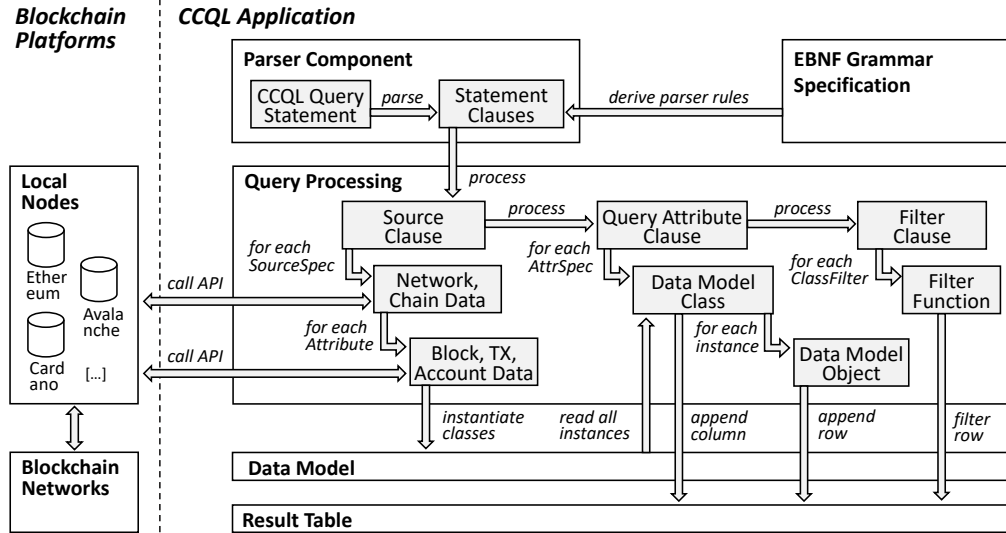 Blockchain
Platforms
CCQL Application
Parser Component
CCQL Query
Statement
parse
Statement
Clauses
derive parser rules
EBNF Grammar
Specification
process
Local
Nodes
Ether
eum
Avala
nche
Card
ano
[...]
Blockchain
Networks
call API
call API
Query Processing
Source
Clause
process
Query Attribute
Clause
process
Filter
Clause
for each
SourceSpec
Network,
Chain Data
for each
AttrSpec
Data Model
Class
for each
ClassFilter
Filter
Function
for each
Attribute
Block, TX,
Account Data
for each
instance
Data Model
Object
instantiate
classes
read all
instances
append
column
append
row
filter
row
Data Model
Result Table